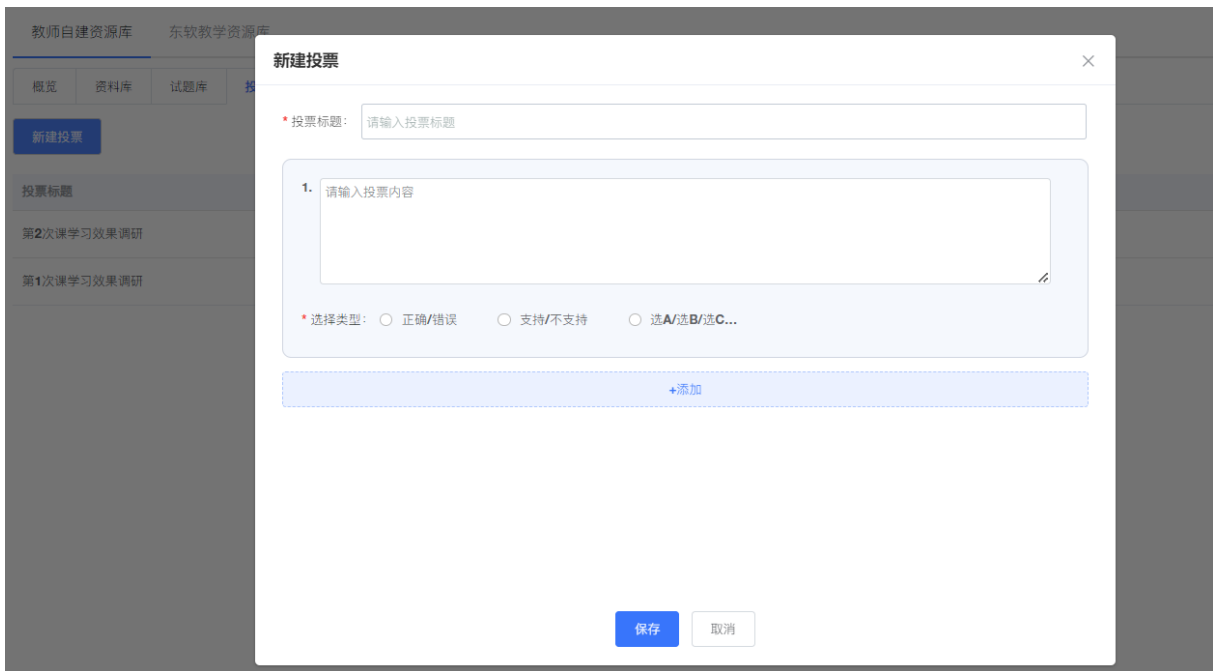 教师自建资源库 东软教学资源库
新建投票
概览 资料库 试题库 投
* 投票标题： 请输入投票标题
新建投票
1. 请输入投票内容
投票标题
第2次课学习效果调研
第1次课学习效果调研
* 选择类型： 正确/错误 支持/不支持 选A/选B/选C...
+添加
保存 取消